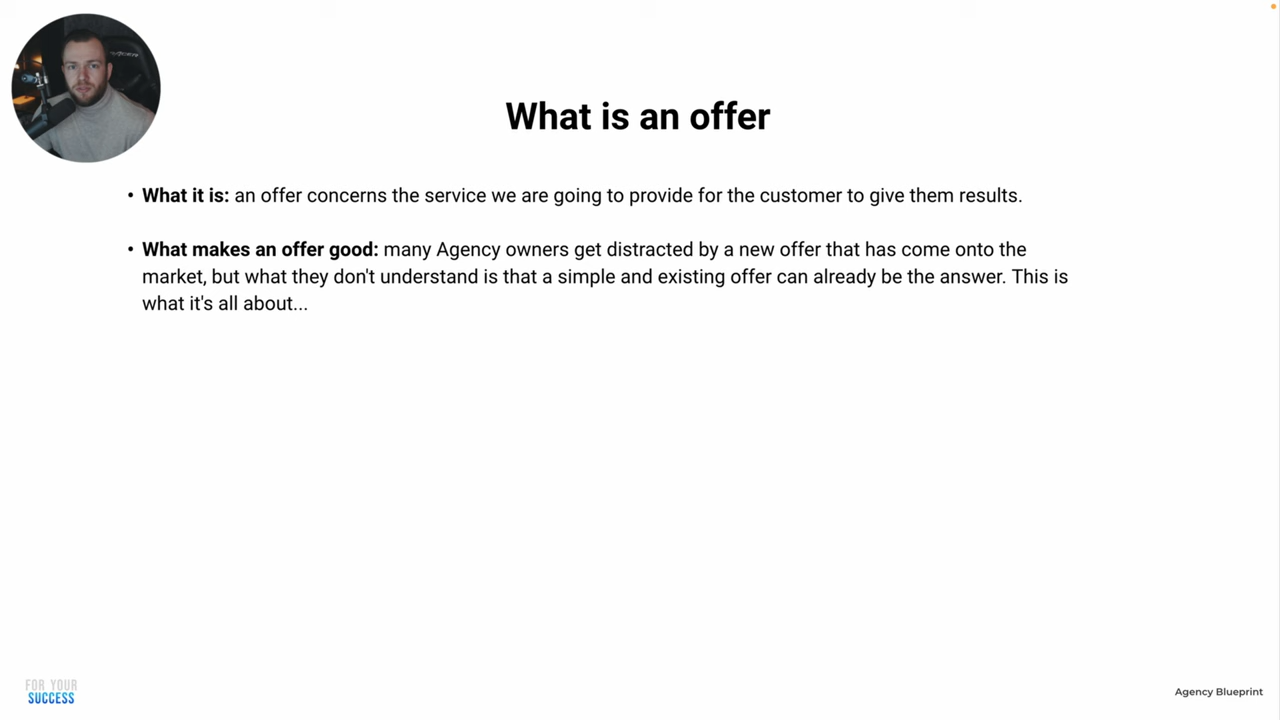 What is an offer
• What it is: an offer concerns the service we are going to provide for the customer to give them results.
• What makes an offer good: many Agency owners get distracted by a new offer that has come onto the
market, but what they don't understand is that a simple and existing offer can already be the answer. This is
what it's all about...
FOR YOUR
SUCCESS
Agency Blueprint